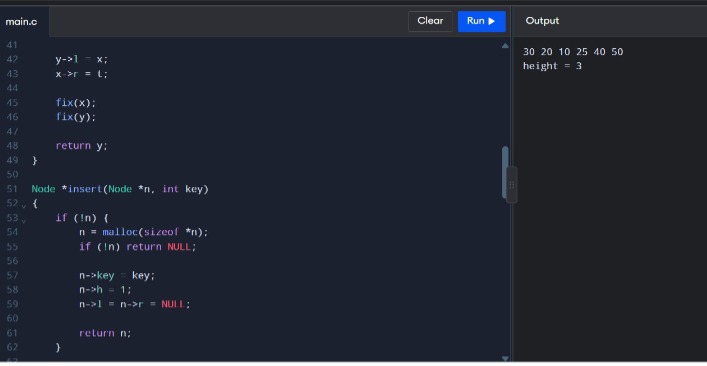 main.c
Clear
Run
Output
41
42 y->l = x;
43 x->r = t;
44
45 fix(x);
46 fix(y);
47
48 return y;
49 }
50
51 Node *insert(Node *n, int key)
52 {
53 if (!n) {
54 n = malloc(sizeof *n);
55 if (!n) return NULL;
56
57 n->key = key;
58 n->h = 1;
59 n->l = n->r = NULL;
60
61 return n;
62 }
30 20 10 25 40 50
height = 3